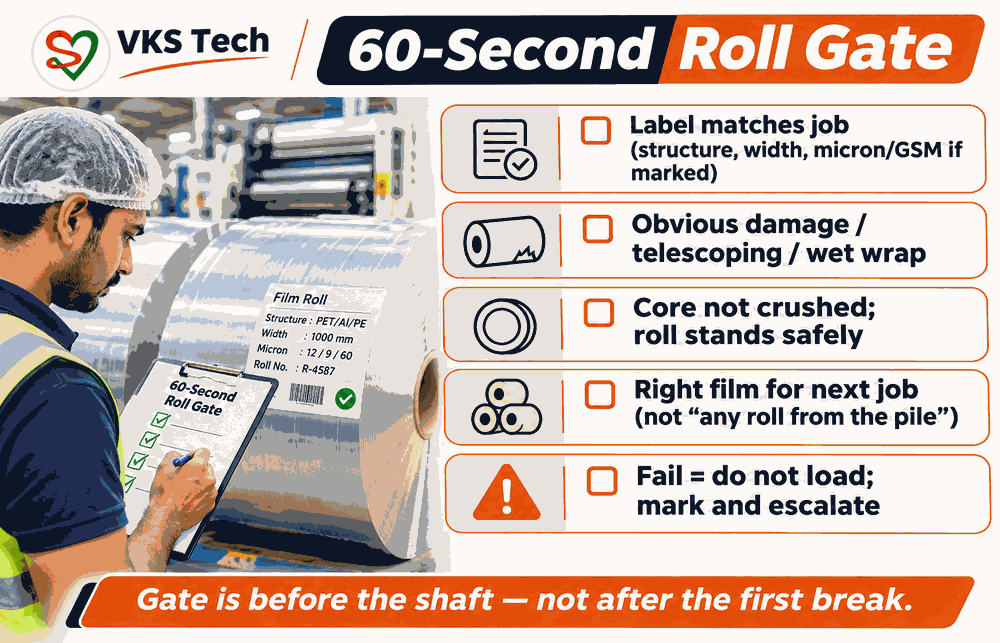 VKS Tech
60-Second Roll Gate
Label matches job
(structure, width, micron/GSM if
marked)
Obvious damage /
telescoping / wet wrap
Core not crushed;
roll stands safely
Right film for next job
(not “any roll from the pile”)
Fail = do not load;
mark and escalate
Film Roll
Structure : PET/Al/PE
Width : 1000 mm
Micron : 12 / 9 / 60
Roll No. : R-4587
60-Second
Roll Gate
Gate is before the shaft — not after the first break.